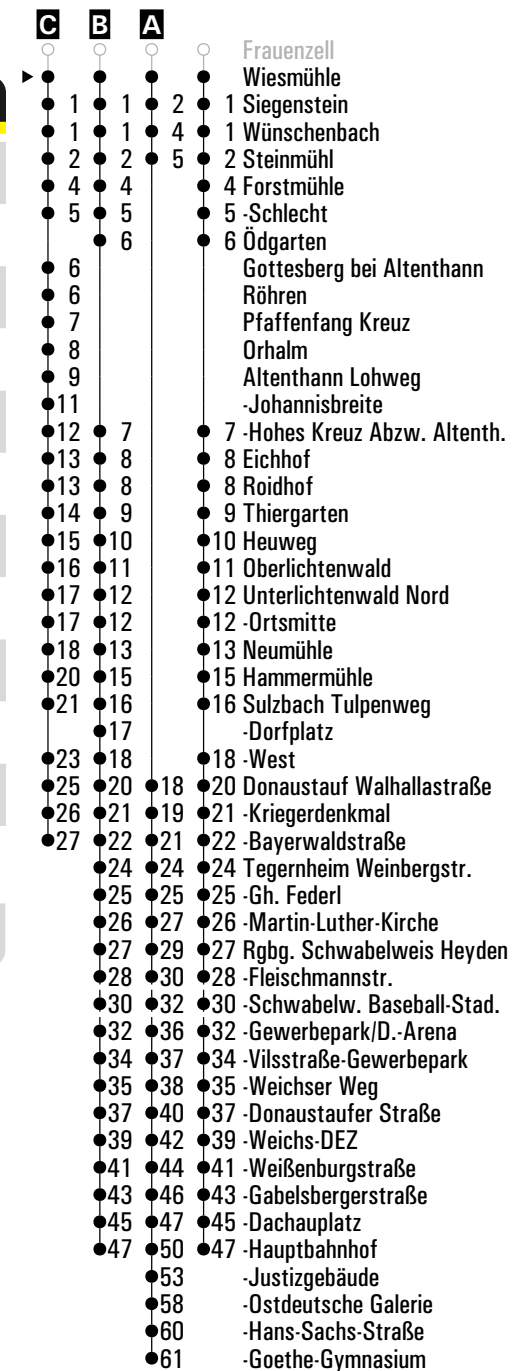 C B A
Frauenzell
Wiesmühle
1 1 2 1 Siegenstein
1 1 4 1 Wünschenbach
2 2 5 2 Steinmühl
4 4 4 Forstmühle
5 5 5 -Schlecht
6 6 Ödgarten
6 Gottesberg bei Altenthann
6 Röhren
7 Pfaffenfang Kreuz
8 Orhalm
9 Altenthann Lohweg
11 -Johannisbreite
12 7 7 -Hohes Kreuz Abzw. Altenth.
13 8 8 Eichhof
13 8 8 Roidhof
14 9 9 Thiergarten
15 10 10 Heuweg
16 11 11 Oberlichtenwald
17 12 12 Unterlichtenwald Nord
17 12 12 -Ortsmitte
18 13 13 Neumühle
20 15 15 Hammermühle
21 16 16 Sulzbach Tulpenweg
17 -Dorfplatz
23 18 18 -West
25 20 18 20 Donaustauf Walhallastraße
26 21 19 21 -Kriegerdenkmal
27 22 21 22 -Bayerwaldstraße
24 24 24 Tegernheim Weinbergstr.
25 25 25 -Gh. Federl
26 27 26 -Martin-Luther-Kirche
27 29 27 Rgbg. Schwabelweis Heyden
28 30 28 -Fleischmannstr.
30 32 30 -Schwabelw. Baseball-Stad.
32 36 32 -Gewerbepark/D.-Arena
34 37 34 -Vilsstraße-Gewerbepark
35 38 35 -Weichser Weg
37 40 37 -Donaustaufer Straße
39 42 39 -Weichs-DEZ
41 44 41 -Weißenburgstraße
43 46 43 -Gabelsbergerstraße
45 47 45 -Dachauplatz
47 50 47 -Hauptbahnhof
53 -Justizgebäude
58 -Ostdeutsche Galerie
60 -Hans-Sachs-Straße
61 -Goethe-Gymnasium